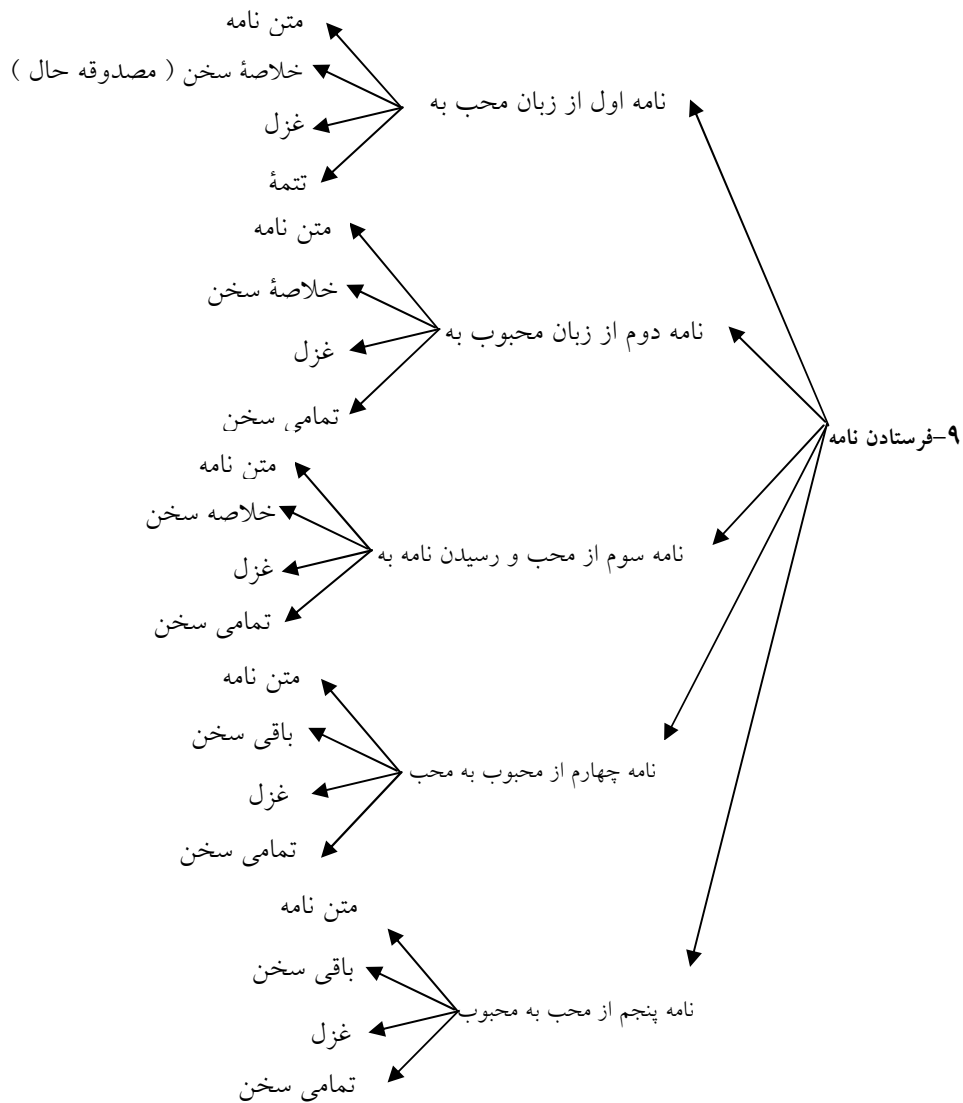 ۹-فرستادن نامه
نامه اول از زبان محب به
متن نامه
خلاصهٔ سخن ( مصدوقه حال )
غزل
تتمهٔ
نامه دوم از زبان محبوب به
متن نامه
خلاصهٔ سخن
غزل
تمامی سخن
نامه سوم از محب و رسیدن نامه به
متن نامه
خلاصه سخن
غزل
تمامی سخن
نامه چهارم از محبوب به محب
متن نامه
باقی سخن
غزل
تمامی سخن
نامه پنجم از محب به محبوب
متن نامه
باقی سخن
غزل
تمامی سخن